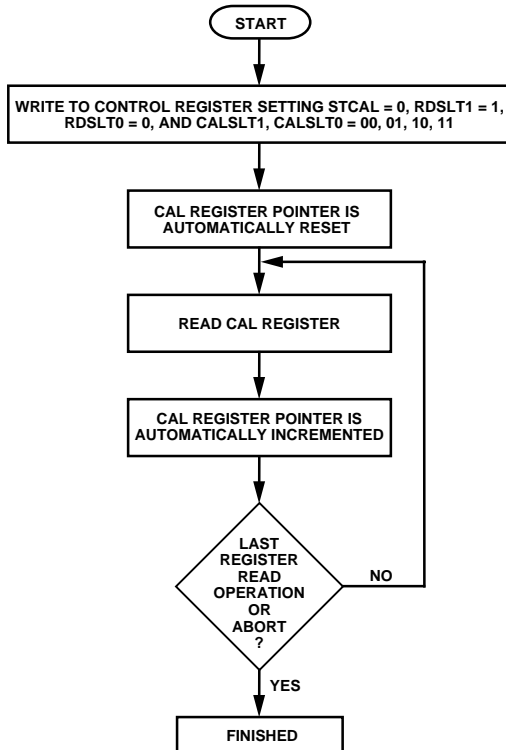 START
WRITE TO CONTROL REGISTER SETTING STCAL = 0, RDSLT1 = 1,
RDSLT0 = 0, AND CALSLT1, CALSLT0 = 00, 01, 10, 11
CAL REGISTER POINTER IS
AUTOMATICALLY RESET
READ CAL REGISTER
CAL REGISTER POINTER IS
AUTOMATICALLY INCREMENTED
LAST
REGISTER
READ
OPERATION
OR
ABORT
?
NO
YES
FINISHED